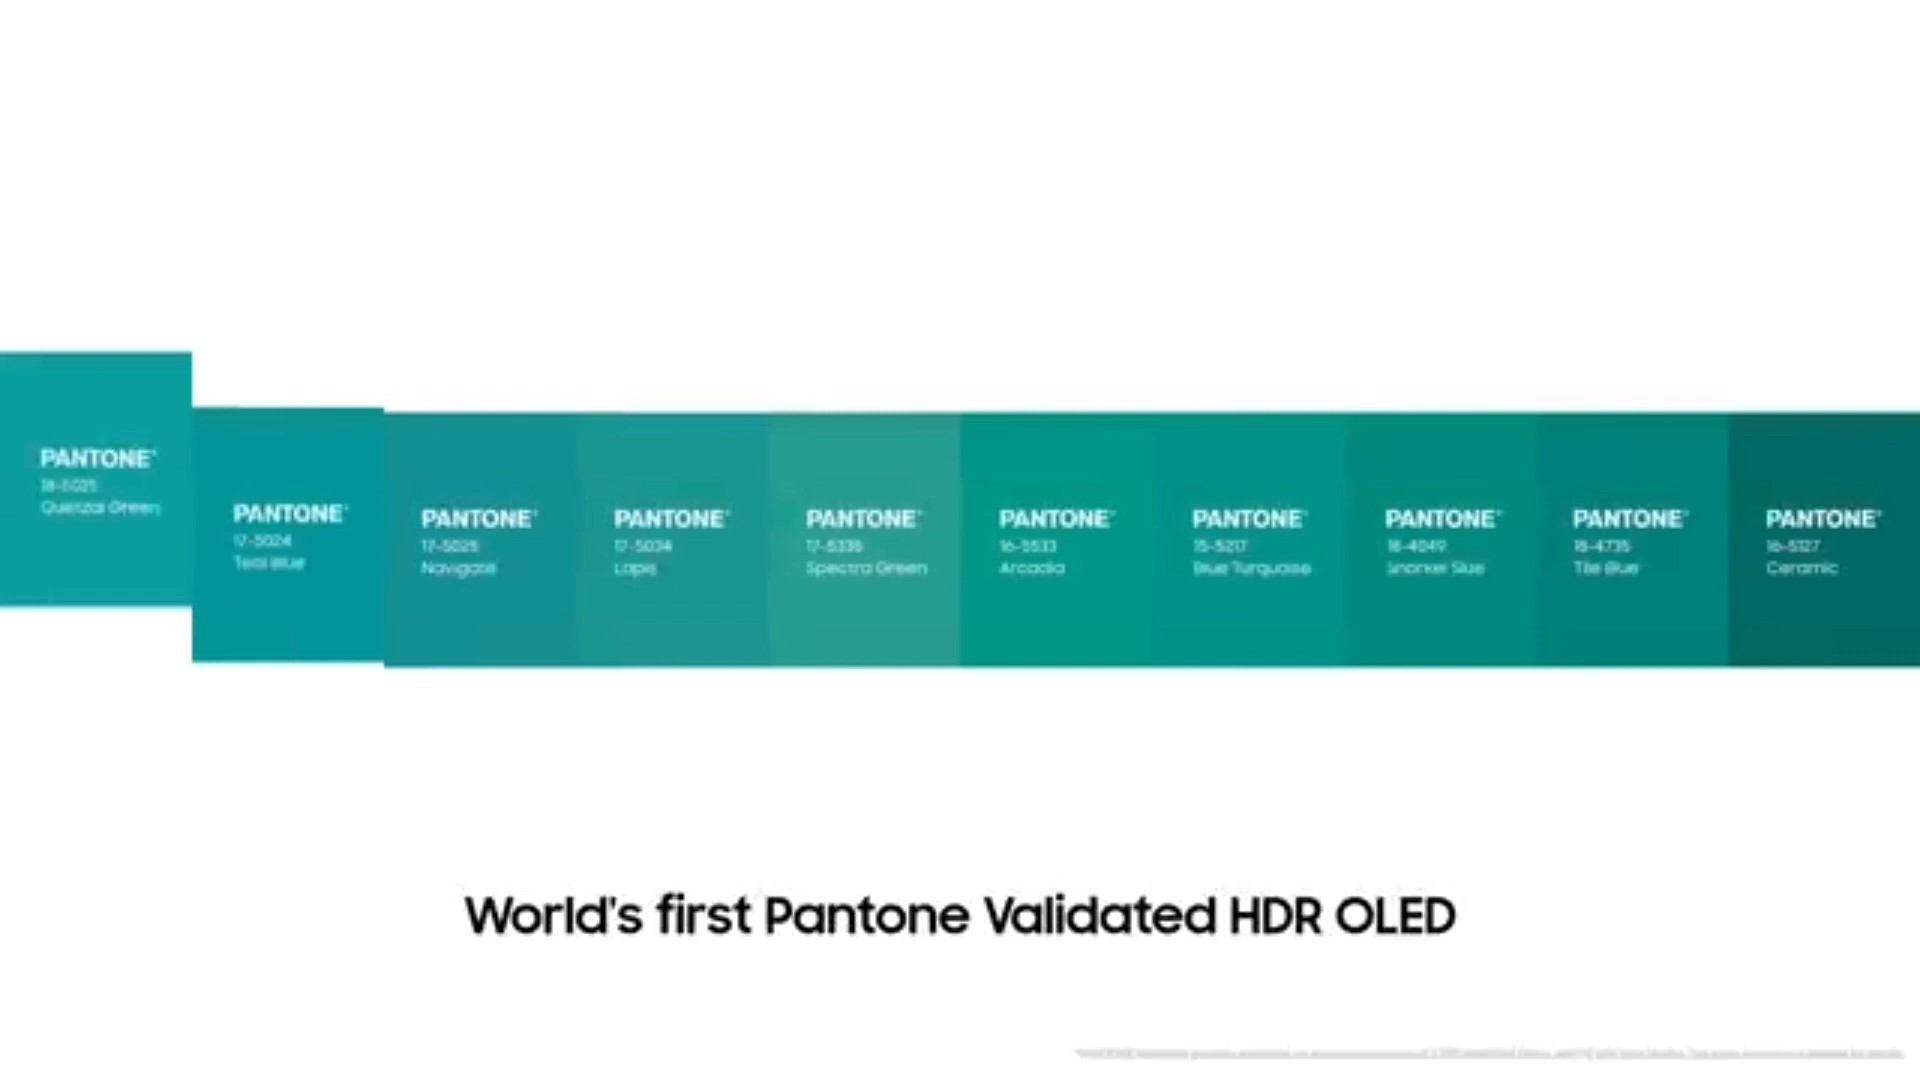 PANTONE®
Quetzal Green
PANTONE®
17-5024
Teal Blue
PANTONE®
17-5025
Navigate
PANTONE®
17-5034
Lapis
PANTONE®
17-5335
Spectra Green
PANTONE®
16-5533
Arcadia
PANTONE®
15-5217
Blue Turquoise
PANTONE®
18-4049
PANTONE®
18-4735
Tile Blue
PANTONE®
16-5127
Ceramic
World's first Pantone Validated HDR OLED